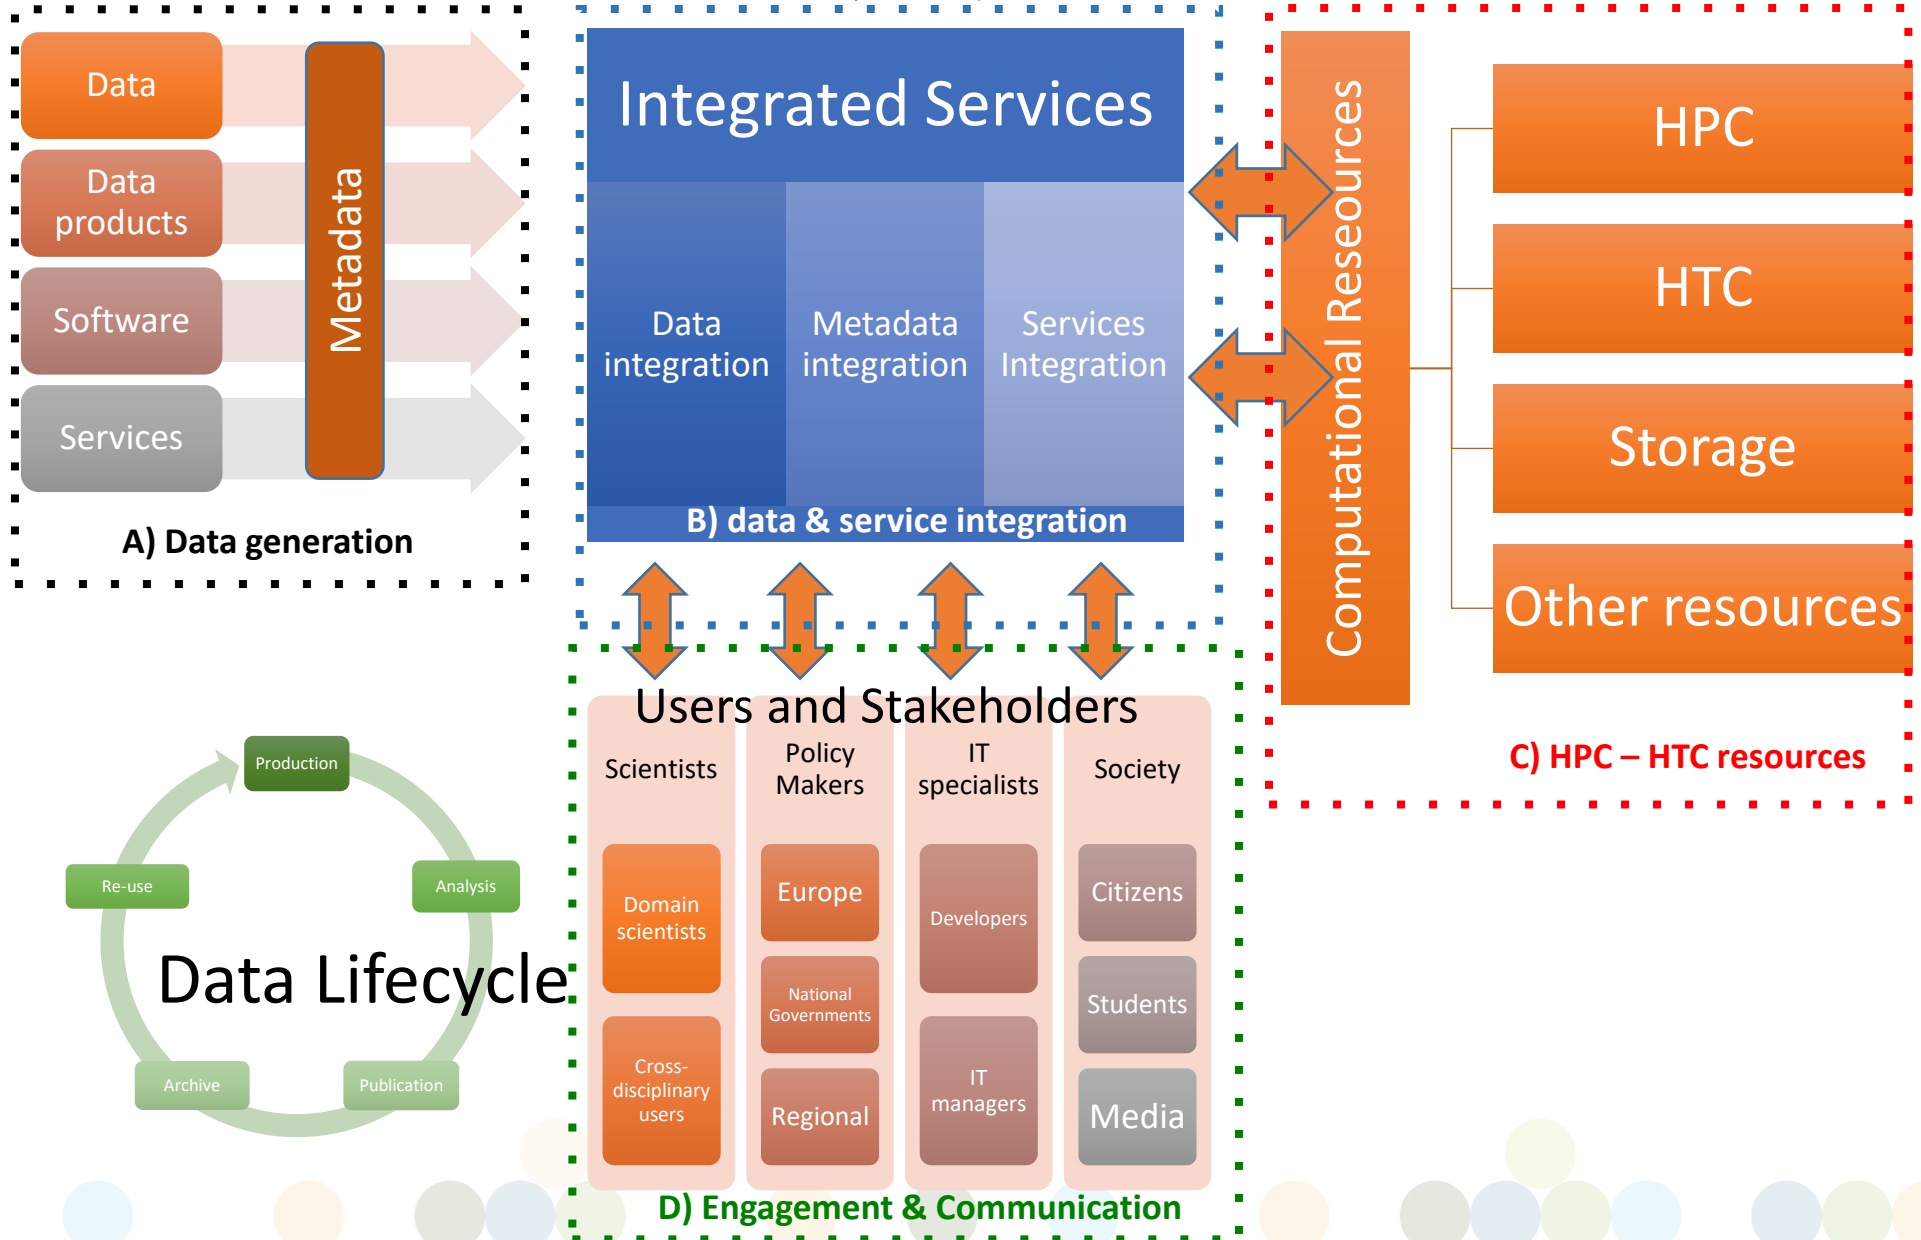 Data
Data
products
Software
Services
Metadata
A) Data generation
Integrated Services
Data
integration
Metadata
integration
Services
Integration
B) data & service integration
Computational Reseources
HPC
HTC
Storage
Other resources
C) HPC – HTC resources
Users and Stakeholders
Scientists
Domain
scientists
Cross-
disciplinary
users
Policy
Makers
Europe
National
Governments
Regional
IT
specialists
Developers
IT
managers
Society
Citizens
Students
Media
D) Engagement & Communication
Data Lifecycle
Production
Analysis
Publication
Archive
Re-use